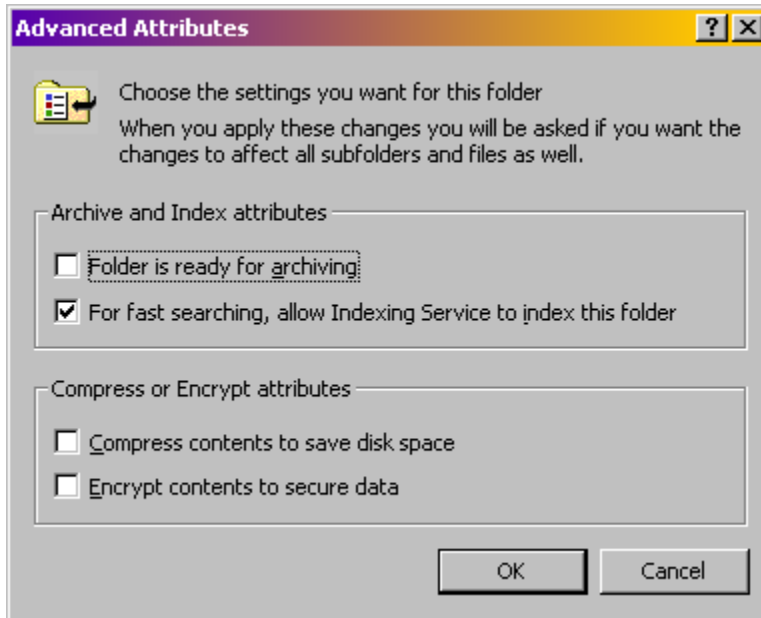 Advanced Attributes
Choose the settings you want for this folder
When you apply these changes you will be asked if you want the
changes to affect all subfolders and files as well.
Archive and Index attributes
Folder is ready for archiving
For fast searching, allow Indexing Service to index this folder
Compress or Encrypt attributes
Compress contents to save disk space
Encrypt contents to secure data
OK Cancel